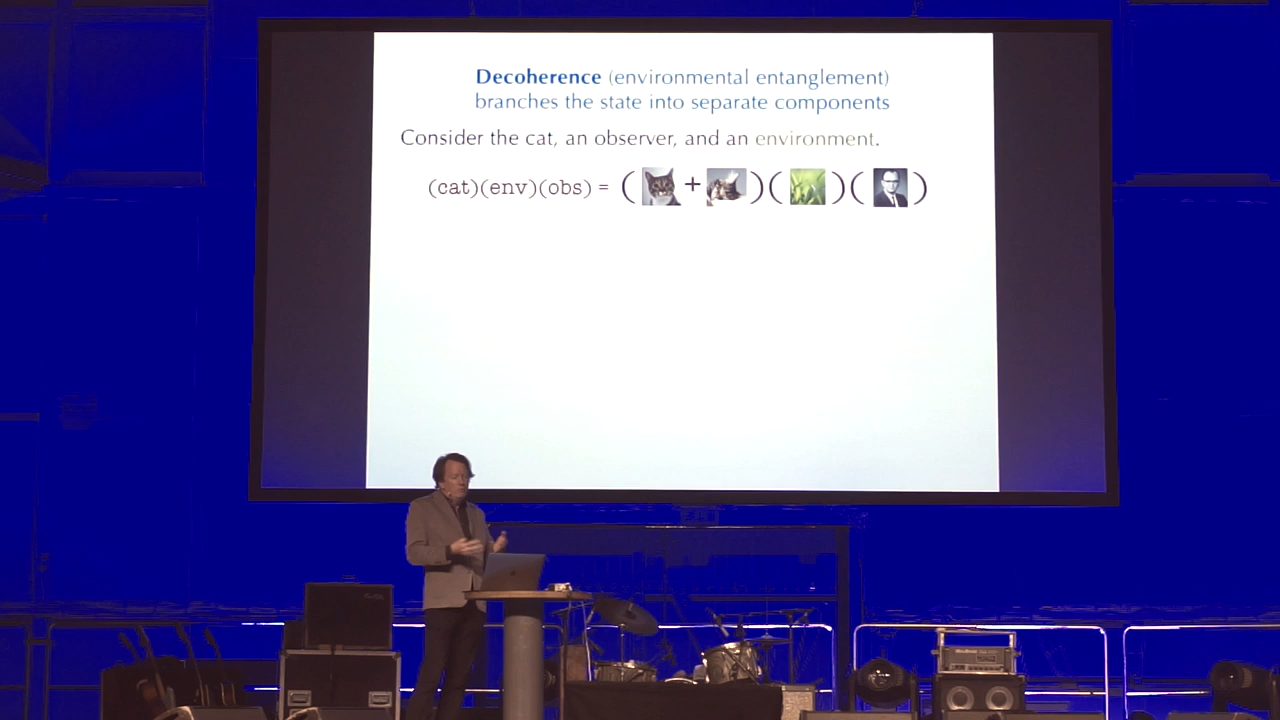 Decoherence (environmental entanglement)
branches the state into separate components
Consider the cat, an observer, and an environment.
(cat)(env)(obs) = ( + )( )( )